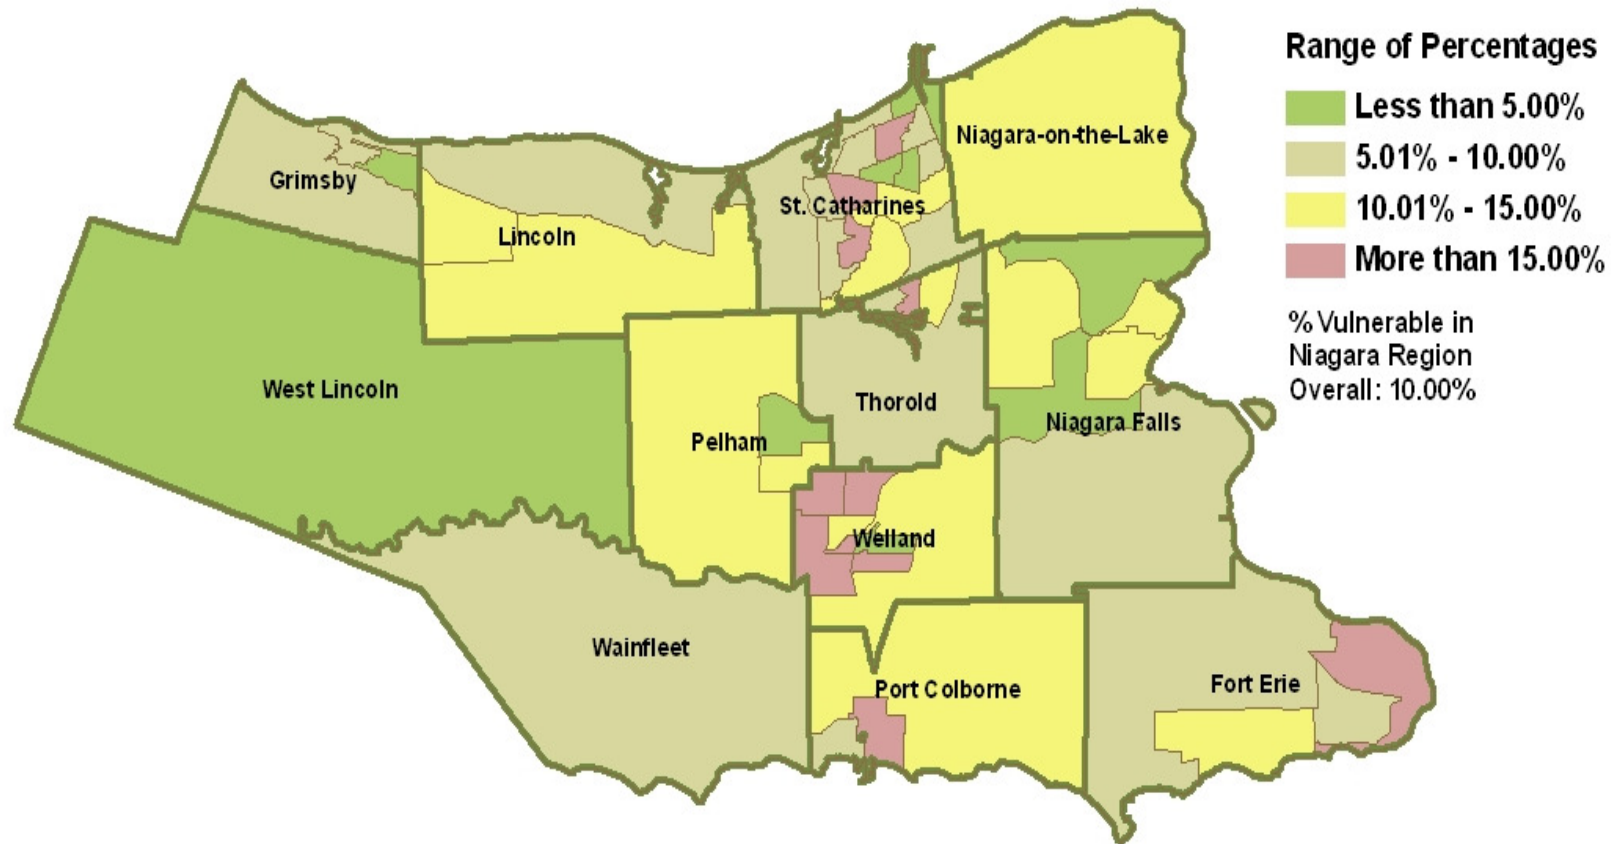 Range of Percentages
Less than 5.00%
5.01% - 10.00%
10.01% - 15.00%
More than 15.00%
% Vulnerable in
Niagara Region
Overall: 10.00%
Niagara-on-the-Lake
Grimsby
St. Catharines
Lincoln
West Lincoln
Thorold
Niagara Falls
Pelham
Welland
Wainfleet
Port Colborne
Fort Erie